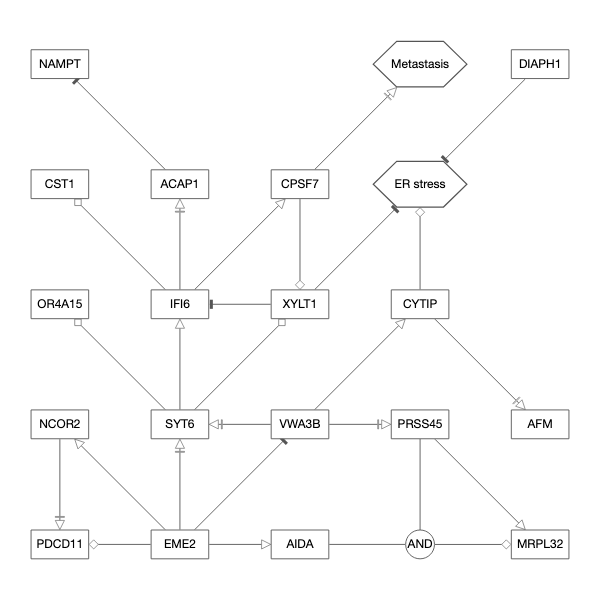 NAMPT
Metastasis
DIAPH1
CST1
ACAP1
CPSF7
ER stress
OR4A15
IFI6
XYLT1
CYTIP
NCOR2
SYT6
VWA3B
PRSS45
AFM
PDCD11
EME2
AIDA
AND
MRPL32